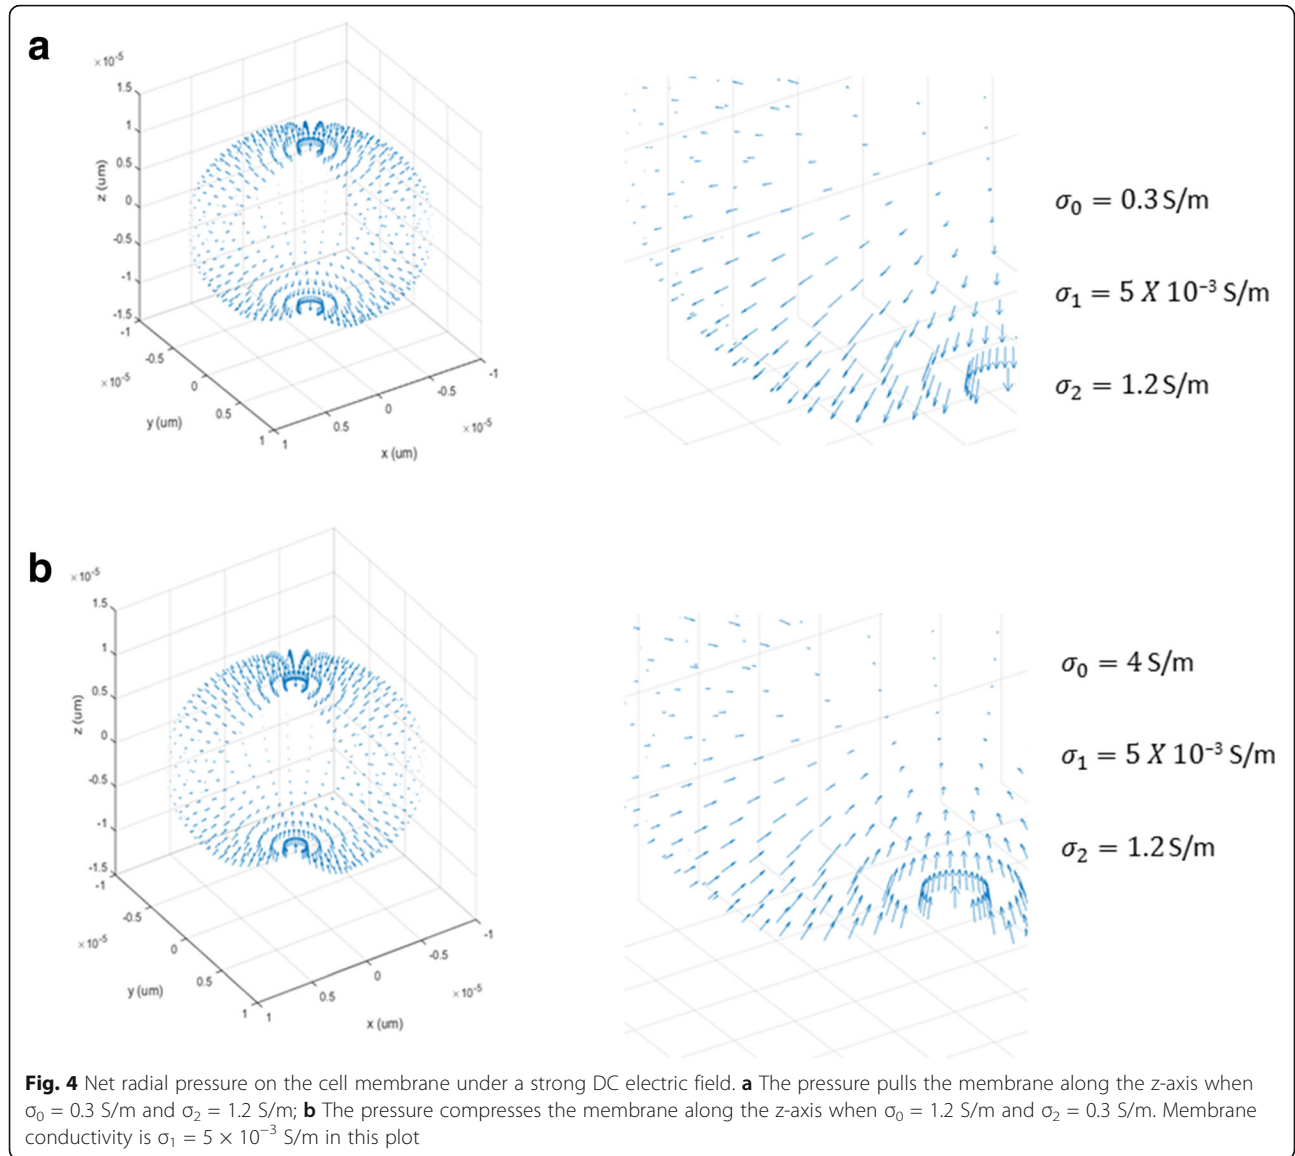 a
×10⁻⁵
1.5
1
0.5
0
-0.5
-1
-1.5
z (um)
-1
-0.5
0
0.5
1
×10⁻⁵
y (um)
1
0.5
0
-0.5
-1
×10⁻⁵
x (um)
σ₀ = 0.3 S/m
σ₁ = 5 X 10⁻³ S/m
σ₂ = 1.2 S/m
b
×10⁻⁵
1.5
1
0.5
0
-0.5
-1
-1.5
z (um)
-1
-0.5
0
0.5
1
×10⁻⁵
y (um)
1
0.5
0
-0.5
-1
×10⁻⁵
x (um)
σ₀ = 4 S/m
σ₁ = 5 X 10⁻³ S/m
σ₂ = 1.2 S/m
Fig. 4 Net radial pressure on the cell membrane under a strong DC electric field. a The pressure pulls the membrane along the z-axis when
σ₀ = 0.3 S/m and σ₂ = 1.2 S/m; b The pressure compresses the membrane along the z-axis when σ₀ = 1.2 S/m and σ₂ = 0.3 S/m. Membrane
conductivity is σ₁ = 5 × 10⁻³ S/m in this plot